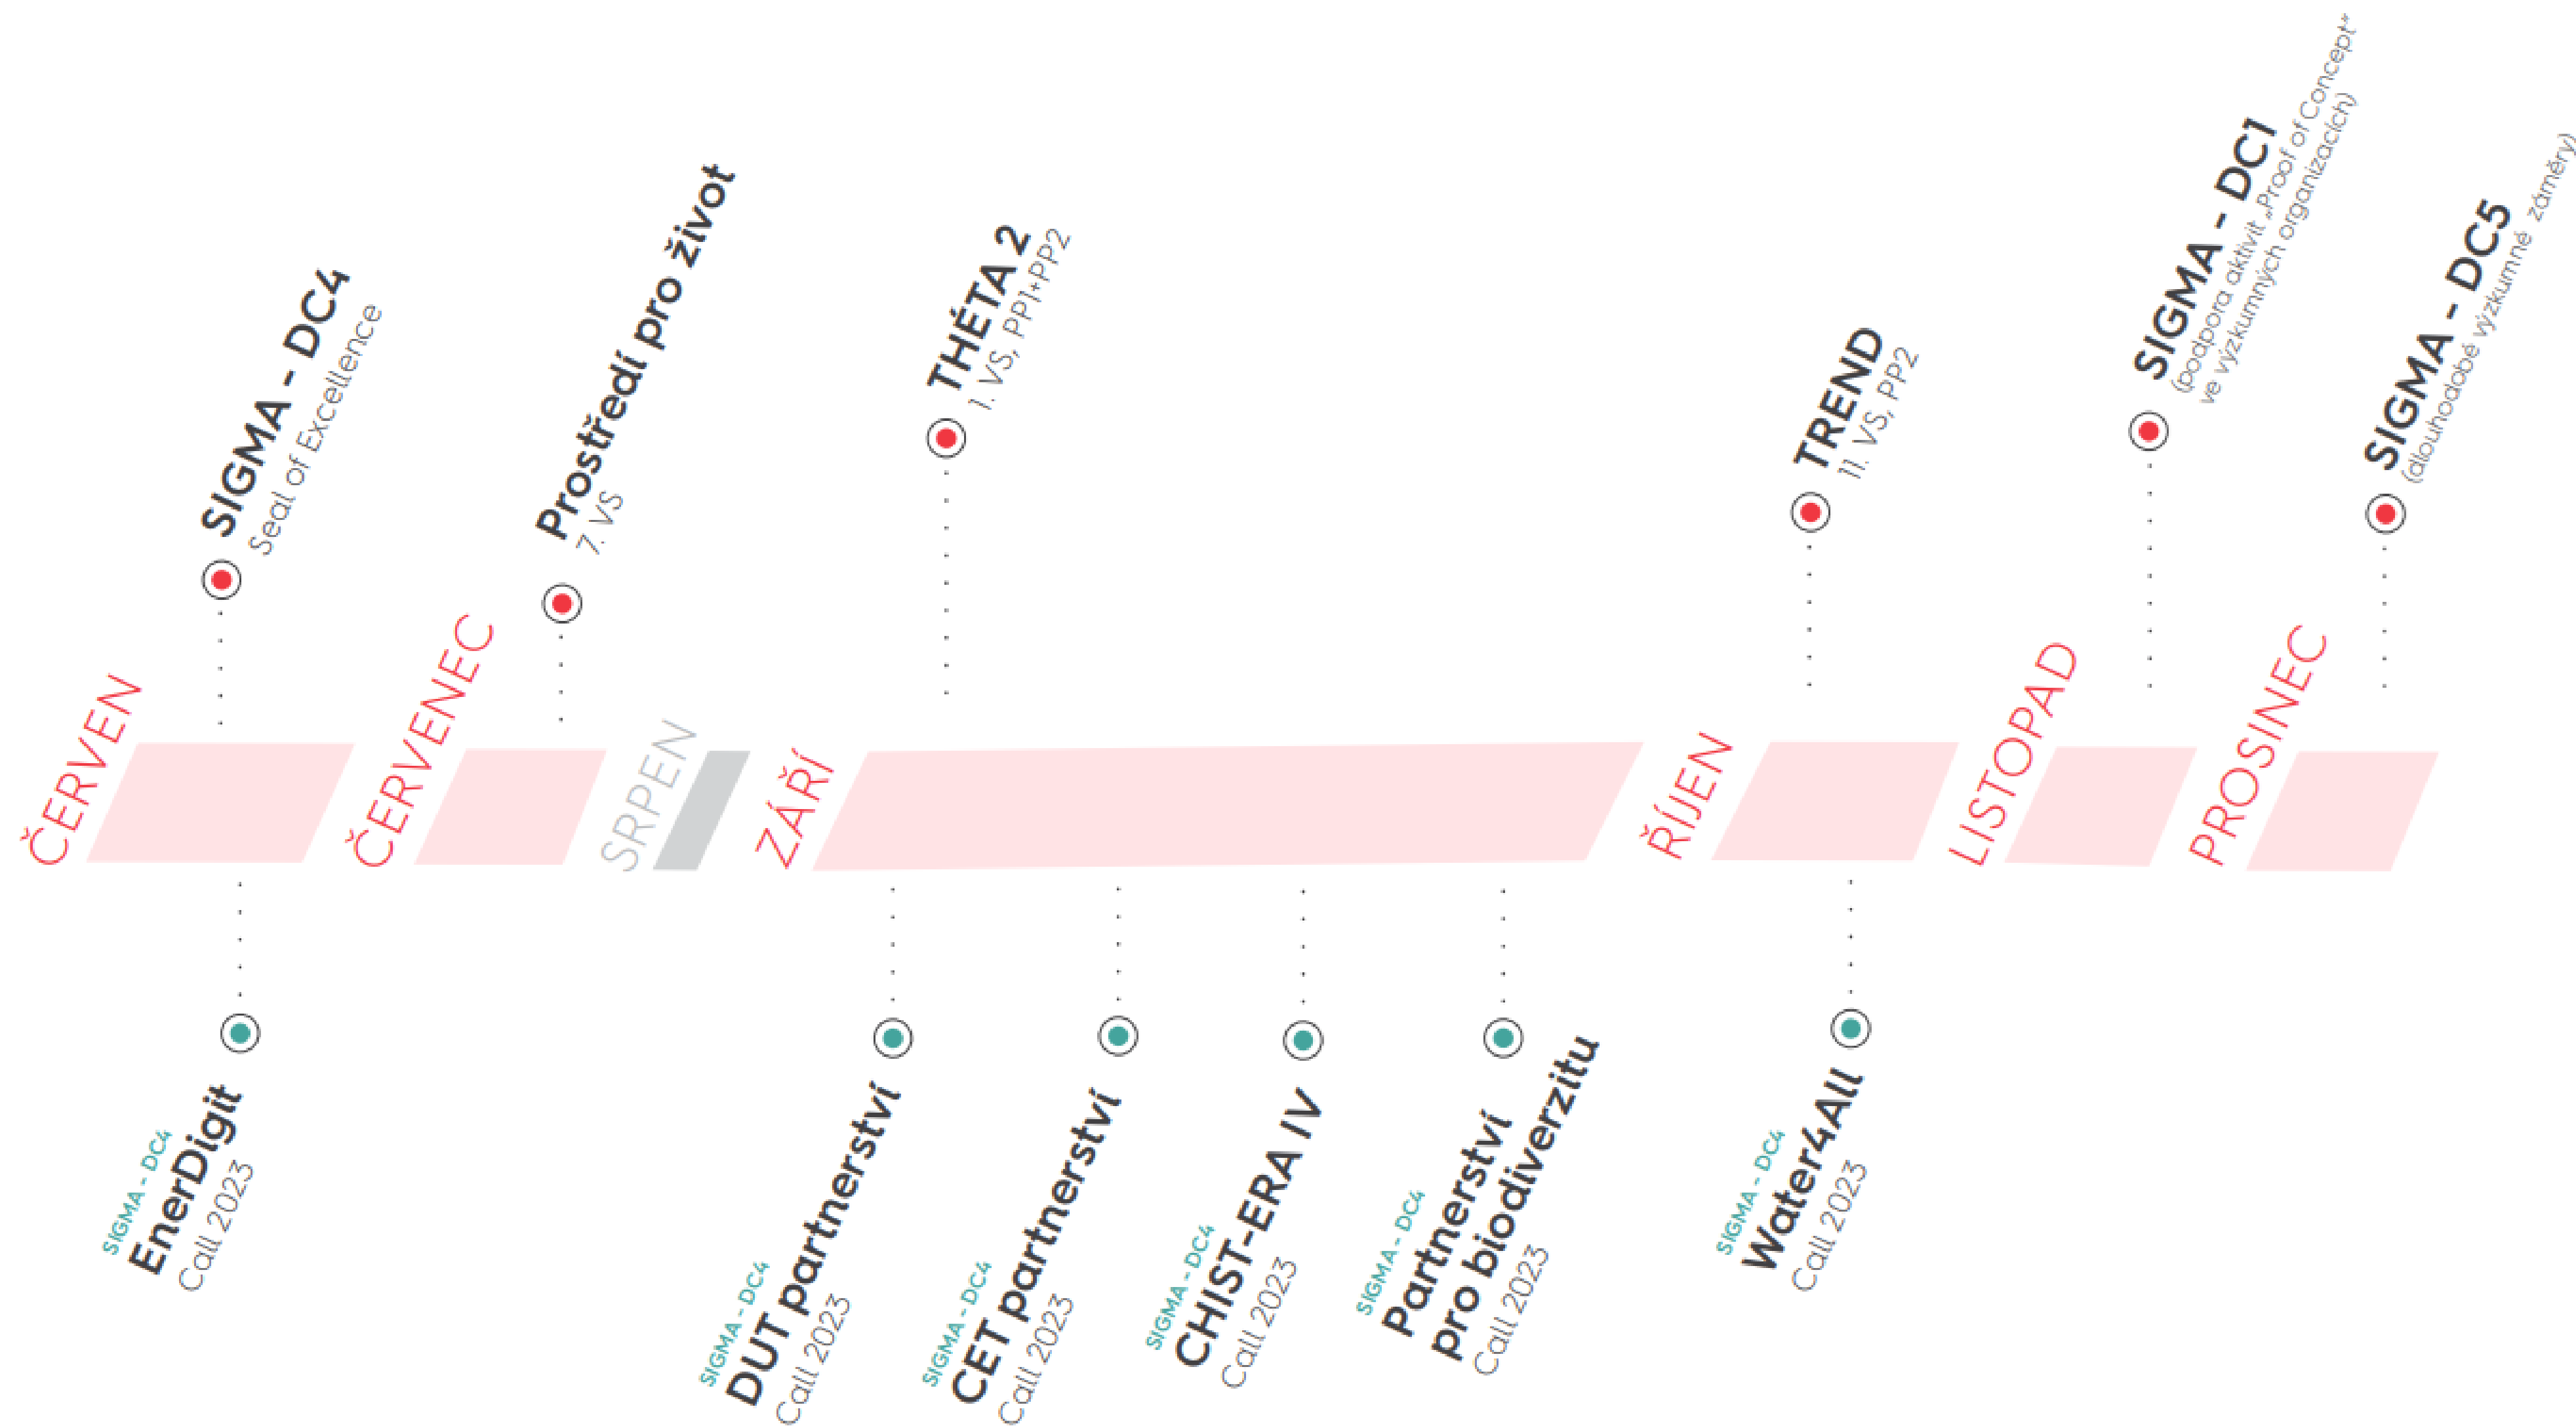 SIGMA - DC4
Seal of Excellence
Prostředí pro život
7. VS
THÉTA 2
1. VS, PP1+PP2
TREND
11. VS, PP2
SIGMA - DC1
(podpora aktivit „Proof of Concept“
ve výzkumných organizacích)
SIGMA - DC5
(dlouhodobé výzkumné záměry)
ČERVEN
ČERVENEC
SRPEN
ZÁŘÍ
ŘÍJEN
LISTOPAD
PROSINEC
SIGMA - DC4
EnerDigit
Call 2023
SIGMA - DC4
DUT partnerství
Call 2023
SIGMA - DC4
CET partnerství
Call 2023
SIGMA - DC4
CHIST-ERA IV
Call 2023
SIGMA - DC4
Partnerství
pro biodiverzitu
Call 2023
SIGMA - DC4
Water4All
Call 2023